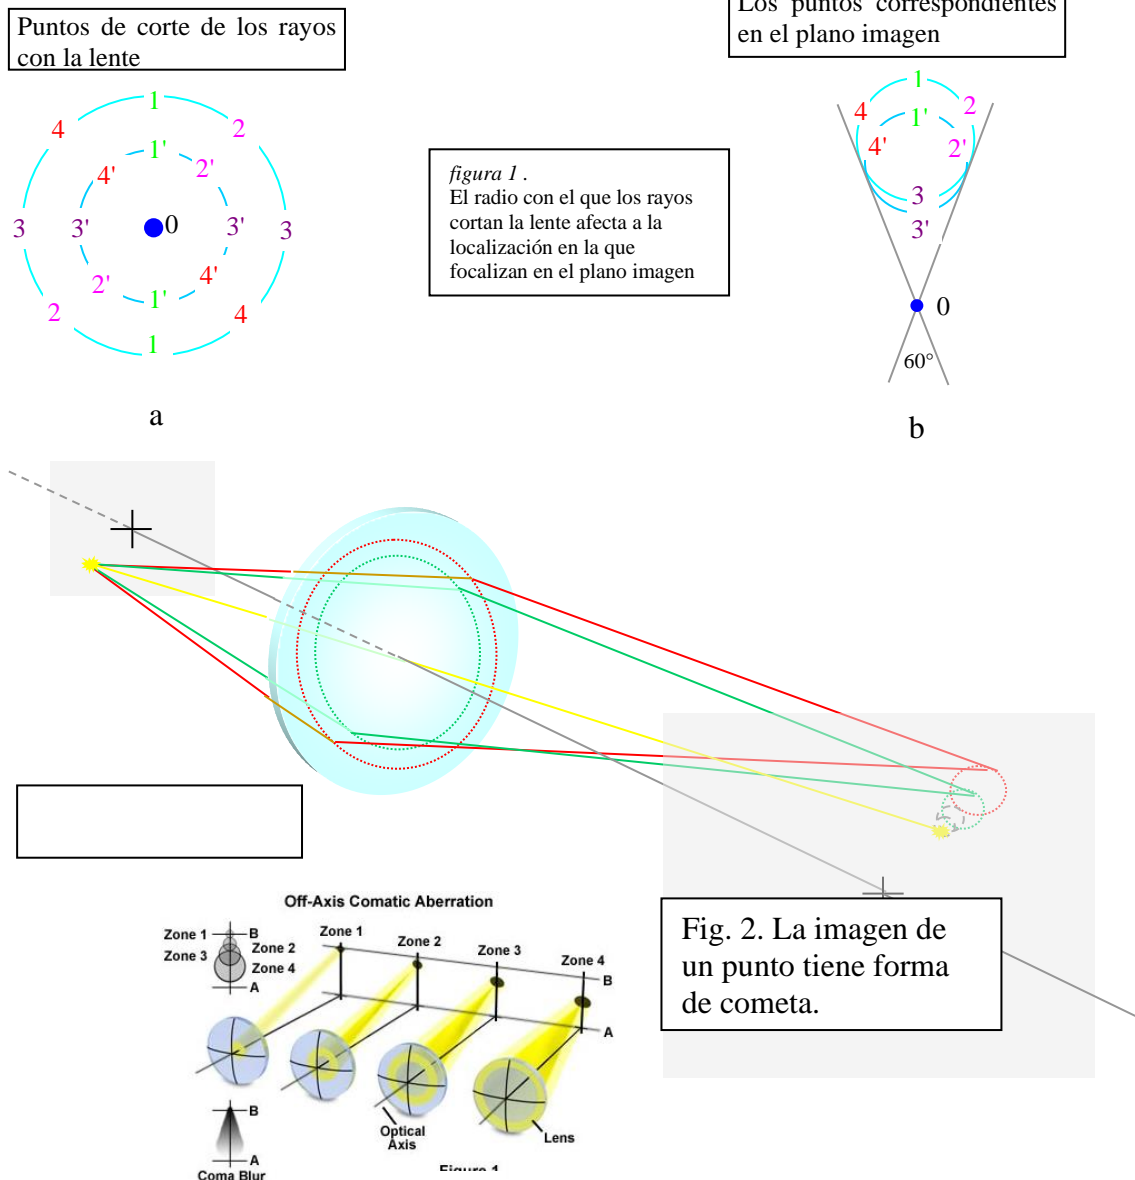 Puntos de corte de los rayos
con la lente
Los puntos correspondientes
en el plano imagen
1
4
2
1'
4'
2'
3
3'
0
3'
3
2'
4'
1'
2
4
1
a
figura 1 .
El radio con el que los rayos
cortan la lente afecta a la
localización en la que
focalizan en el plano imagen
1
4
2
1'
4'
2'
3
3'
0
60°
b
Fig. 2. La imagen de
un punto tiene forma
de cometa.
Off-Axis Comatic Aberration
Zone 1
B
Zone 2
Zone 3
Zone 4
A
Zone 1
Zone 2
Zone 3
Zone 4
B
A
Optical
Axis
Lens
B
A
Coma Blur
Figure 1